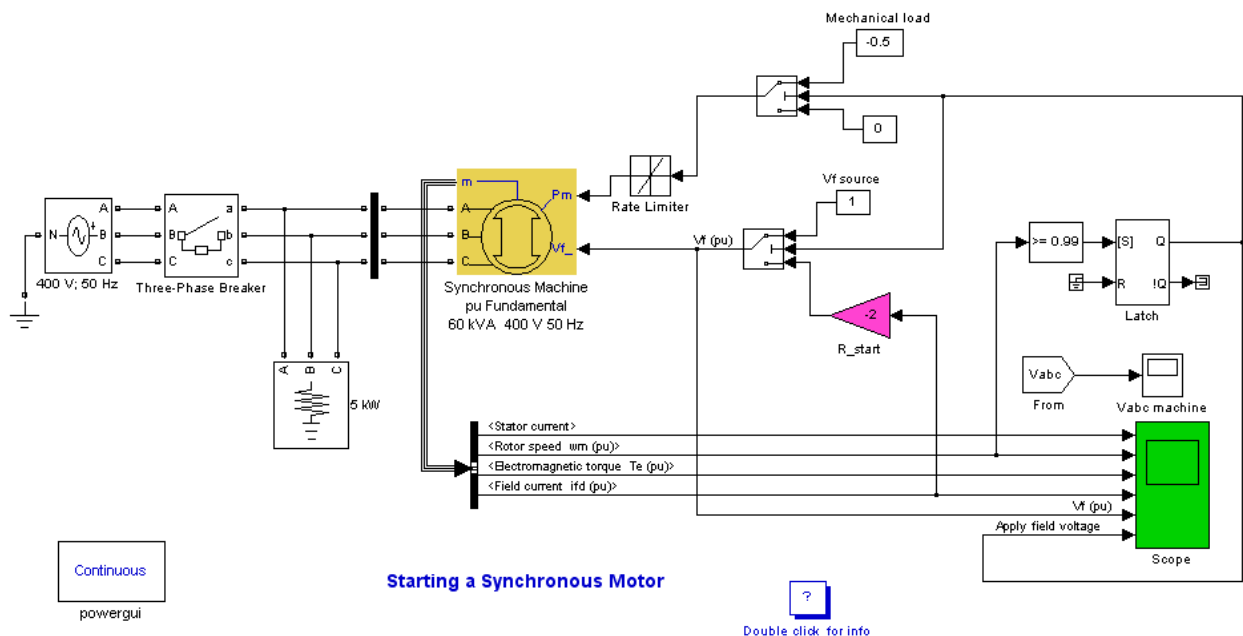 Mechanical load
-0.5
0
Rate Limiter
Vf source
1
Vf (pu)
m
Pm
A
B
C
Vf_
Synchronous Machine
pu Fundamental
60 kVA 400 V 50 Hz
N
A
B
C
400 V; 50 Hz
A
B
C
a
b
c
Three-Phase Breaker
A
B
C
5 kW
-2
R_start
>= 0.99
[S]
Q
R
!Q
Latch
Vabc
From
Vabc machine
<Stator current>
<Rotor speed wm (pu)>
<Electromagnetic torque Te (pu)>
<Field current ifd (pu)>
Vf (pu)
Apply field voltage
Scope
Continuous
powergui
Starting a Synchronous Motor
?
Double click for info